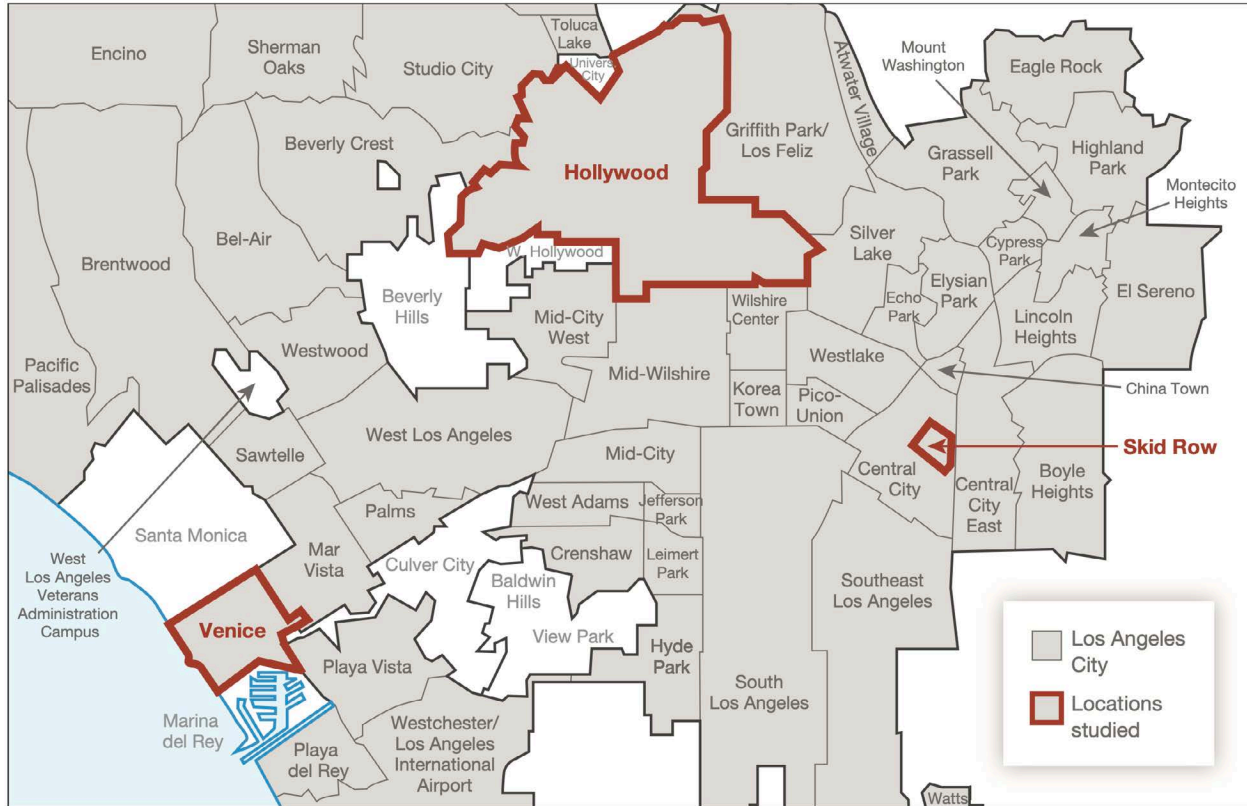 Encino
Sherman
Oaks
Studio City
Toluca
Lake
Univers
City
Atwater Village
Mount
Washington
Eagle Rock
Beverly Crest
Hollywood
Griffith Park/
Los Feliz
Grassell
Park
Highland
Park
Montecito
Heights
Bel-Air
Brentwood
W. Hollywood
Silver
Lake
Cypress
Park
Beverly
Hills
Mid-City
West
Wilshire
Center
Echo
Park
Elysian
Park
El Sereno
Lincoln
Heights
Pacific
Palisades
Westwood
Mid-Wilshire
Westlake
Korea
Town
Pico-
Union
China Town
West Los Angeles
Sawtelle
Mid-City
Skid Row
Central
City
Central
City
East
Boyle
Heights
Santa Monica
Palms
West Adams
Jefferson
Park
Mar
Vista
Culver City
Crenshaw
Leimert
Park
West
Los Angeles
Veterans
Administration
Campus
Baldwin
Hills
Southeast
Los Angeles
Venice
View Park
Hyde
Park
Playa Vista
South
Los Angeles
Marina
del Rey
Westchester/
Los Angeles
International
Airport
Playa
del Rey
Watts
Los Angeles
City
Locations
studied